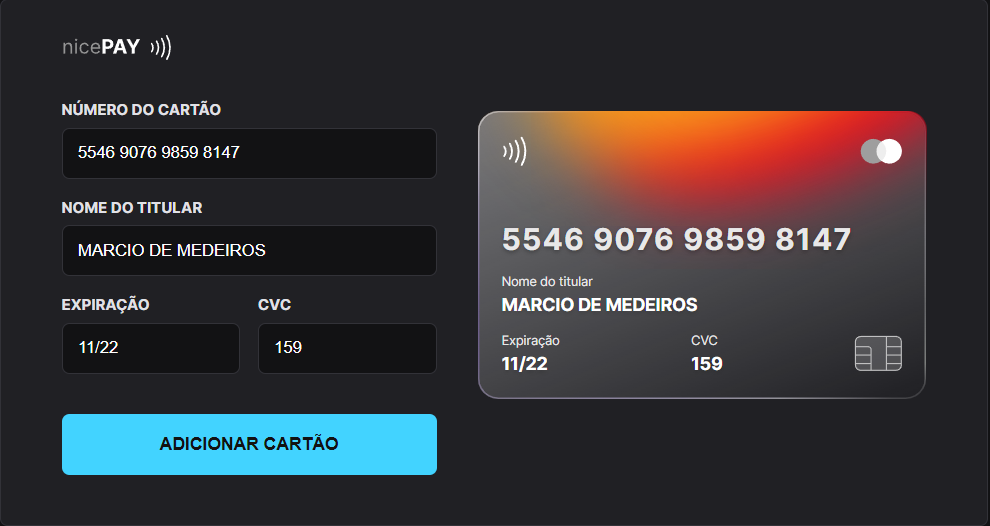 nicePAY
NÚMERO DO CARTÃO
5546 9076 9859 8147
NOME DO TITULAR
MARCIO DE MEDEIROS
EXPIRAÇÃO CVC
11/22 159
ADICIONAR CARTÃO
5546 9076 9859 8147
Nome do titular
MARCIO DE MEDEIROS
Expiração CVC
11/22 159